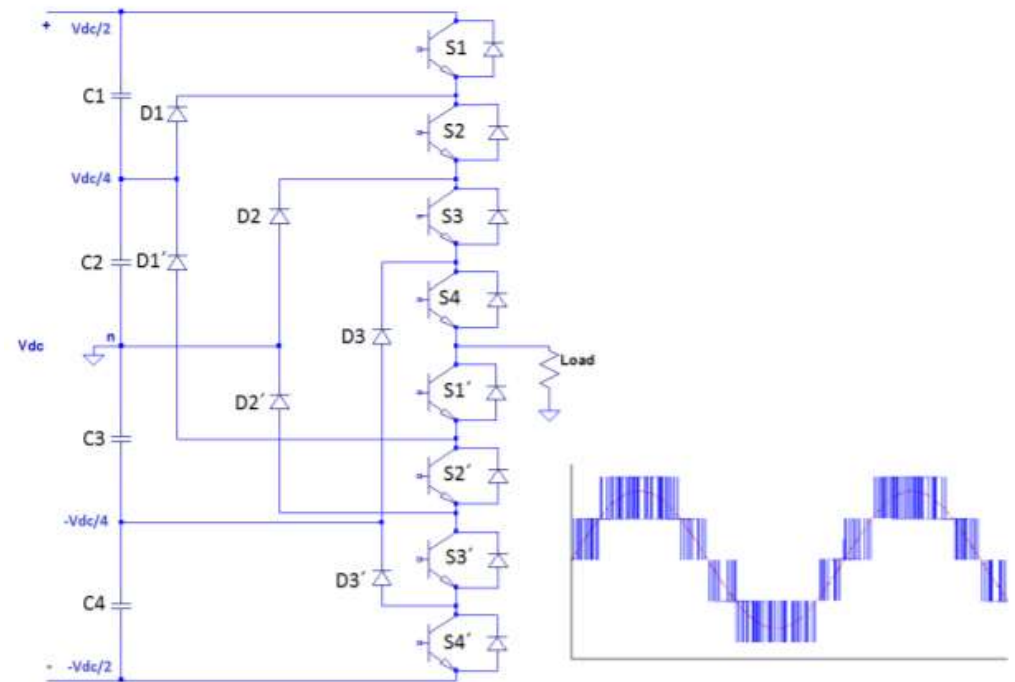 +
Vdc/2
S1
C1
D1
S2
Vdc/4
D2
S3
C2
D1´
S4
D3
n
Vdc
Load
D2´
S1´
C3
S2´
-Vdc/4
S3´
D3´
C4
S4´
-
-Vdc/2